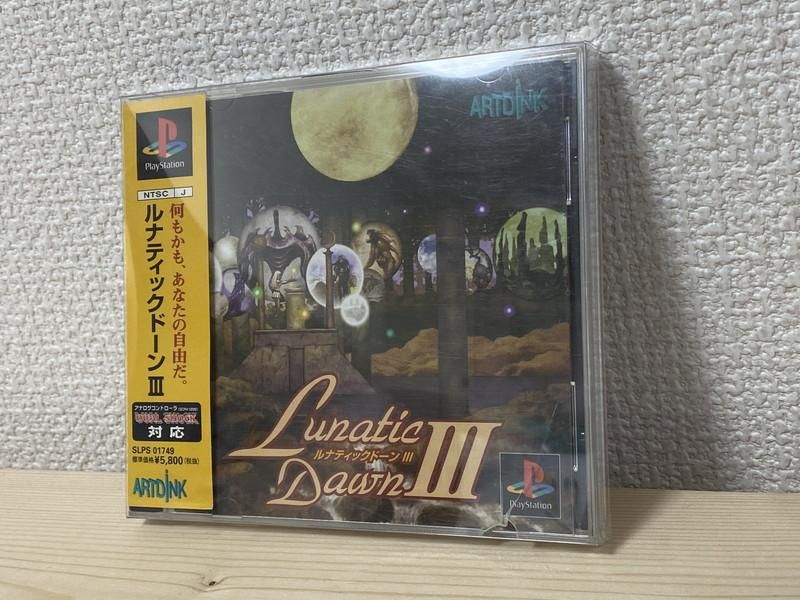 PlayStation
NTSC J
何もかも、あなたの自由だ。
ルナティックドーンIII
アナログコントローラ
DUAL SHOCK
対応
SLPS 01749
標準価格¥5,800(税抜)
ARTDINK
ARTDINK
Lunatic
ルナティックドーン III
Dawn III
PlayStation